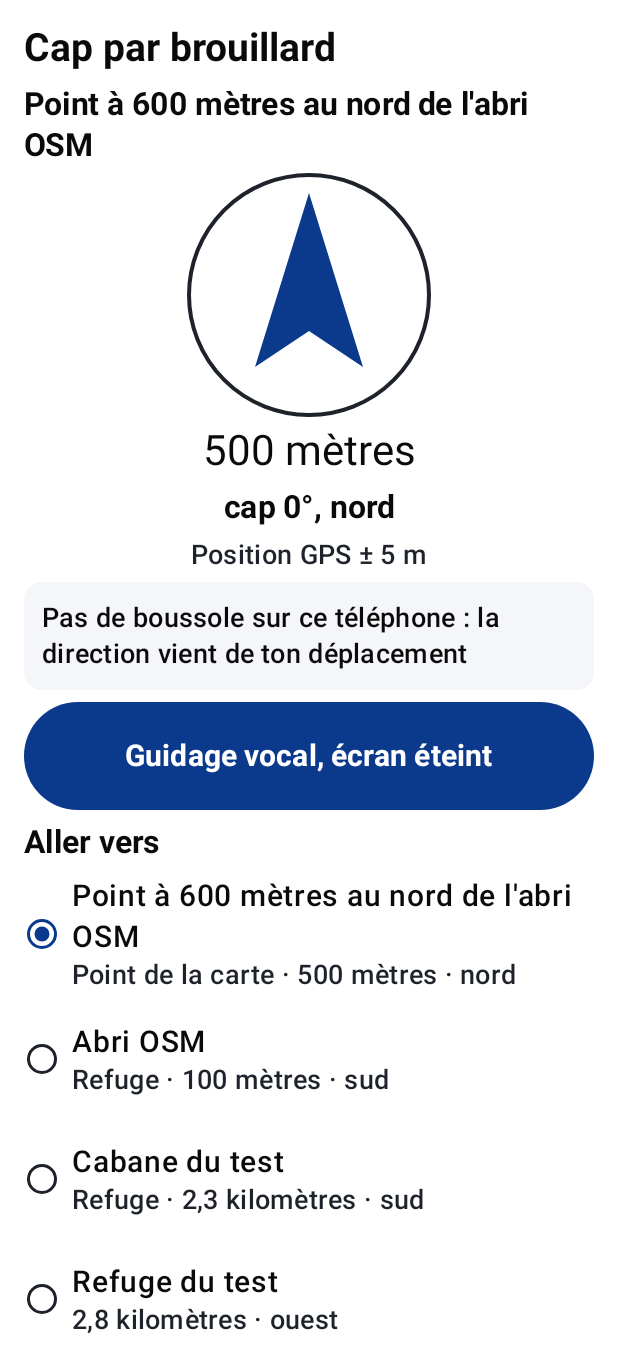 Cap par brouillard
Point à 600 mètres au nord de l'abri
OSM
500 mètres
cap 0°, nord
Position GPS ± 5 m
Pas de boussole sur ce téléphone : la
direction vient de ton déplacement
Guidage vocal, écran éteint
Aller vers
Point à 600 mètres au nord de l'abri
OSM
Point de la carte · 500 mètres · nord
Abri OSM
Refuge · 100 mètres · sud
Cabane du test
Refuge · 2,3 kilomètres · sud
Refuge du test
2,8 kilomètres · ouest